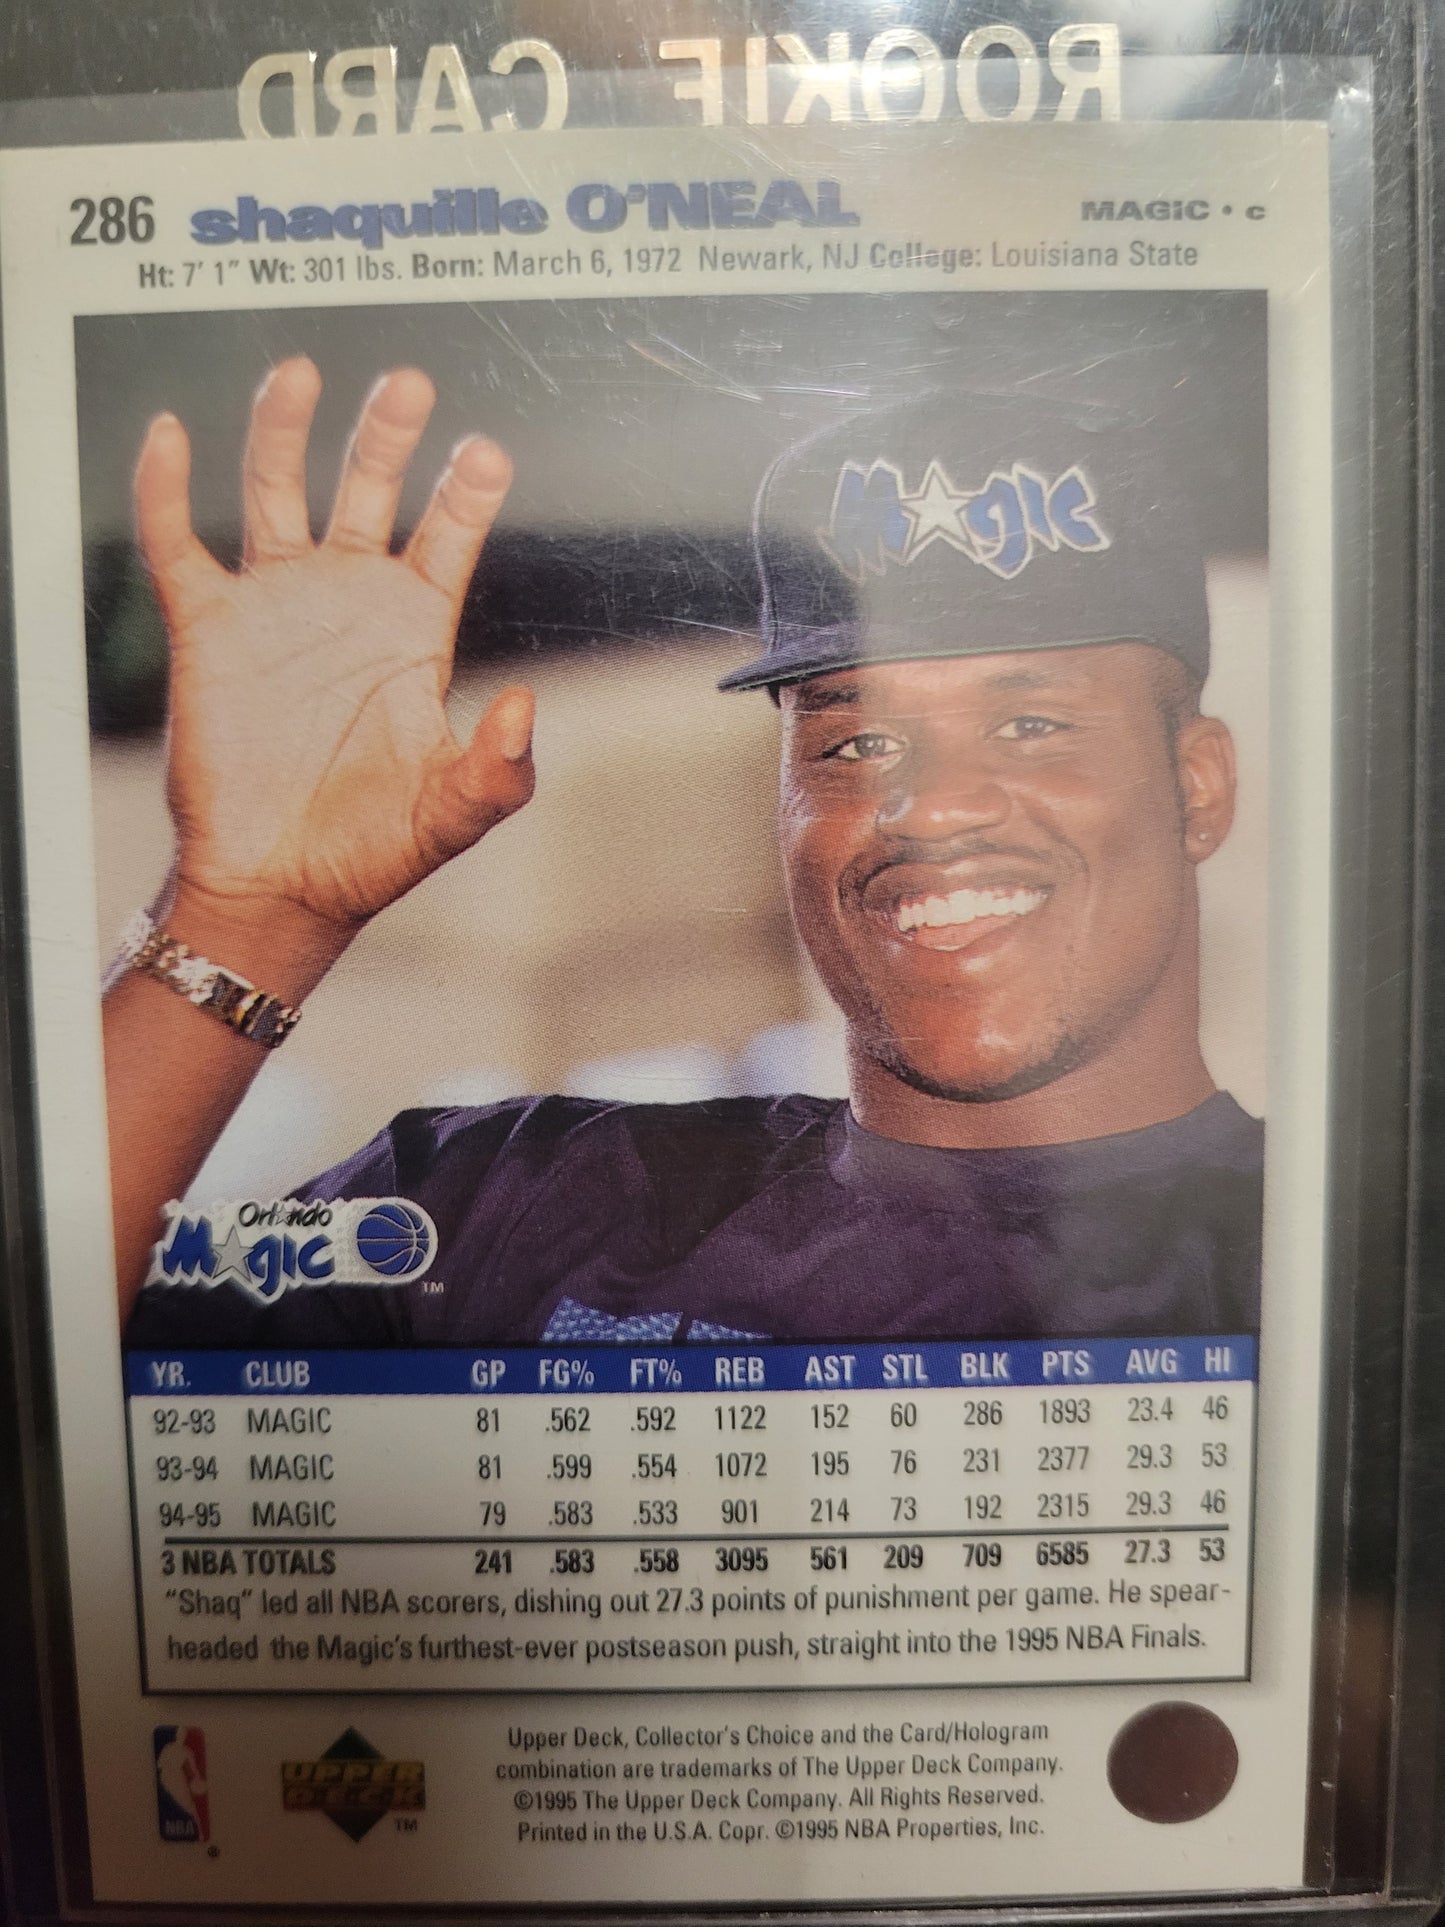 ROOKIE CARD
286 shaquille O'NEAL MAGIC • C
Ht: 7' 1" Wt: 301 lbs. Born: March 6, 1972 Newark, NJ College: Louisiana State
Magic
Orlando
Magic
TM
YR. CLUB GP FG% FT% REB AST STL BLK PTS AVG HI
92-93 MAGIC 81 .562 .592 1122 152 60 286 1893 23.4 46
93-94 MAGIC 81 .599 .554 1072 195 76 231 2377 29.3 53
94-95 MAGIC 79 .583 .533 901 214 73 192 2315 29.3 46
3 NBA TOTALS 241 .583 .558 3095 561 209 709 6585 27.3 53
"Shaq" led all NBA scorers, dishing out 27.3 points of punishment per game. He spear-
headed the Magic's furthest-ever postseason push, straight into the 1995 NBA Finals.
NBA
®
UPPER
DECK
TM
Upper Deck, Collector's Choice and the Card/Hologram
combination are trademarks of The Upper Deck Company.
©1995 The Upper Deck Company. All Rights Reserved.
Printed in the U.S.A. Copr. ©1995 NBA Properties, Inc.